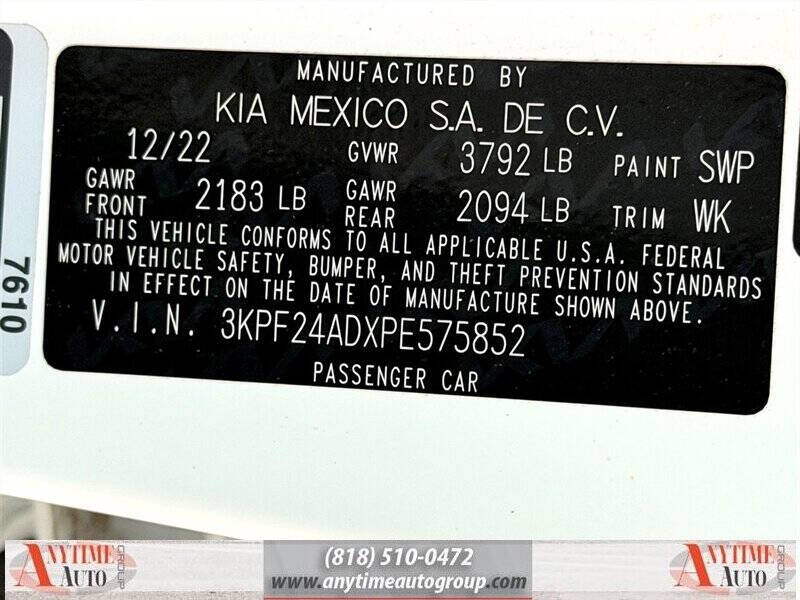 MANUFACTURED BY
KIA MEXICO S.A. DE C.V.
12/22 GVWR 3792 LB PAINT SWP
GAWR FRONT 2183 LB GAWR REAR 2094 LB TRIM WK
THIS VEHICLE CONFORMS TO ALL APPLICABLE U.S.A. FEDERAL
MOTOR VEHICLE SAFETY, BUMPER, AND THEFT PREVENTION STANDARDS
IN EFFECT ON THE DATE OF MANUFACTURE SHOWN ABOVE.
V.I.N. 3KPF24ADXPE575852
PASSENGER CAR
7610
ANYTIME
AUTO
GROUP
(818) 510-0472
www.anytimeautogroup.com
ANYTIME
AUTO
GROUP